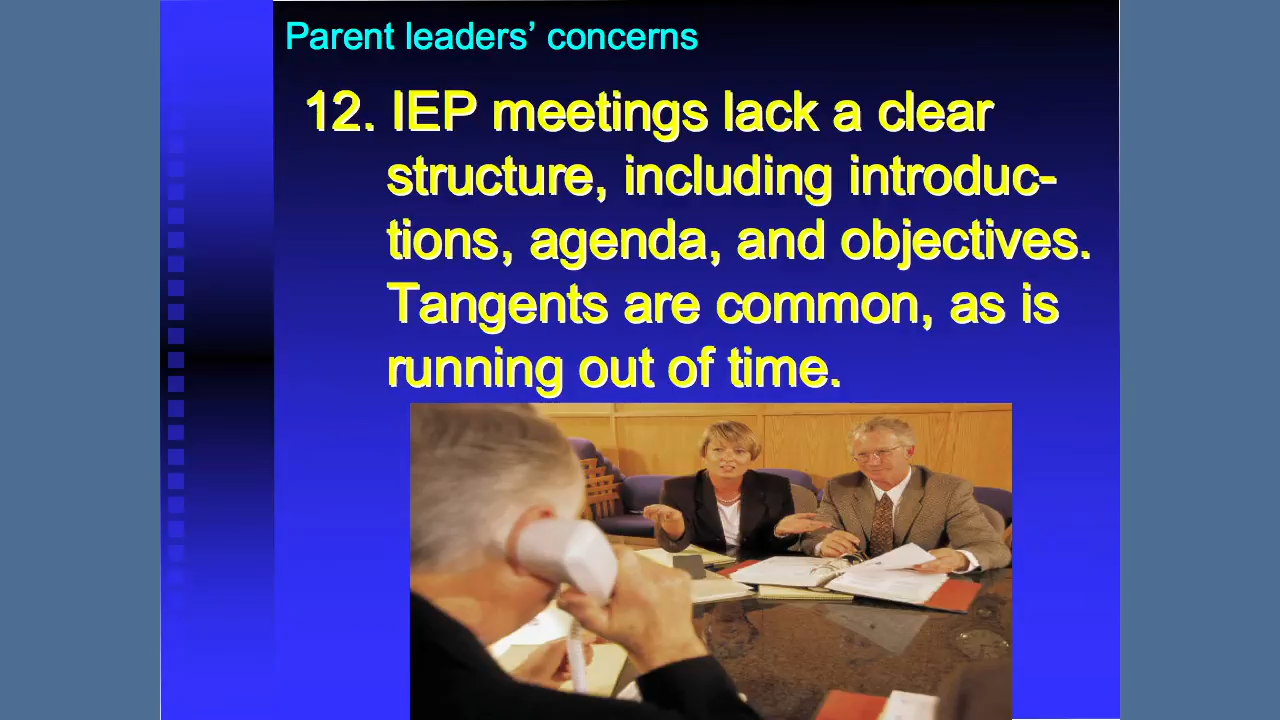 Parent leaders’ concerns
12. IEP meetings lack a clear
structure, including introduc-
tions, agenda, and objectives.
Tangents are common, as is
running out of time.